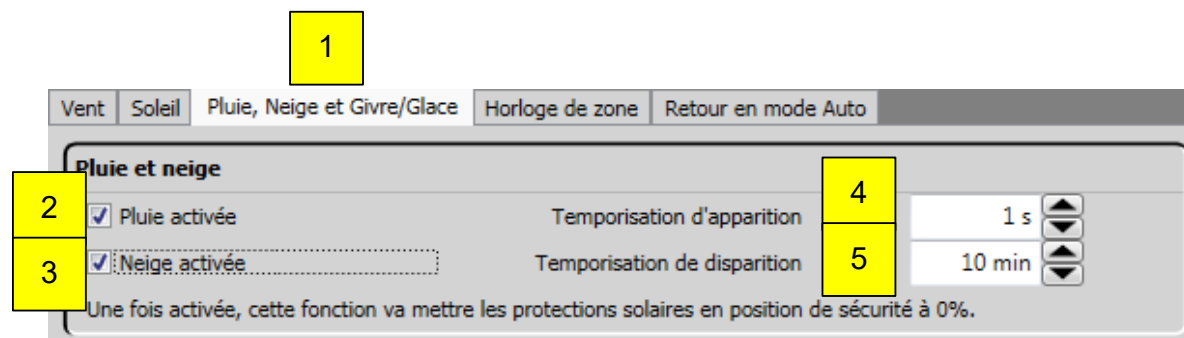 1
Vent Soleil Pluie, Neige et Givre/Glace Horloge de zone Retour en mode Auto
Pluie et neige
2 Pluie activée Temporisation d'apparition 4 1 s
3 Neige activée Temporisation de disparition 5 10 min
Une fois activée, cette fonction va mettre les protections solaires en position de sécurité à 0%.